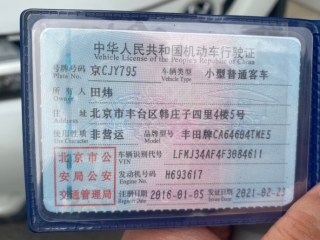 中华人民共和国机动车行驶证
Vehicle License of the People's Republic of China
号牌号码 京CJY795 车辆类型 小型普通客车
Plate No. Vehicle Type
所有人 田炜
Owner
住址 北京市丰台区韩庄子四里4楼5号
Address
使用性质 非营运 品牌型号 丰田牌CA64604TME5
Use Character Model
北京市公安局公安交通管理局
车辆识别代号 LFMJ34AF4F3084611
VIN
发动机号码 H693617
Engine No.
注册日期 2016-01-05 发证日期 2021-02-23
Register Date Issue Date